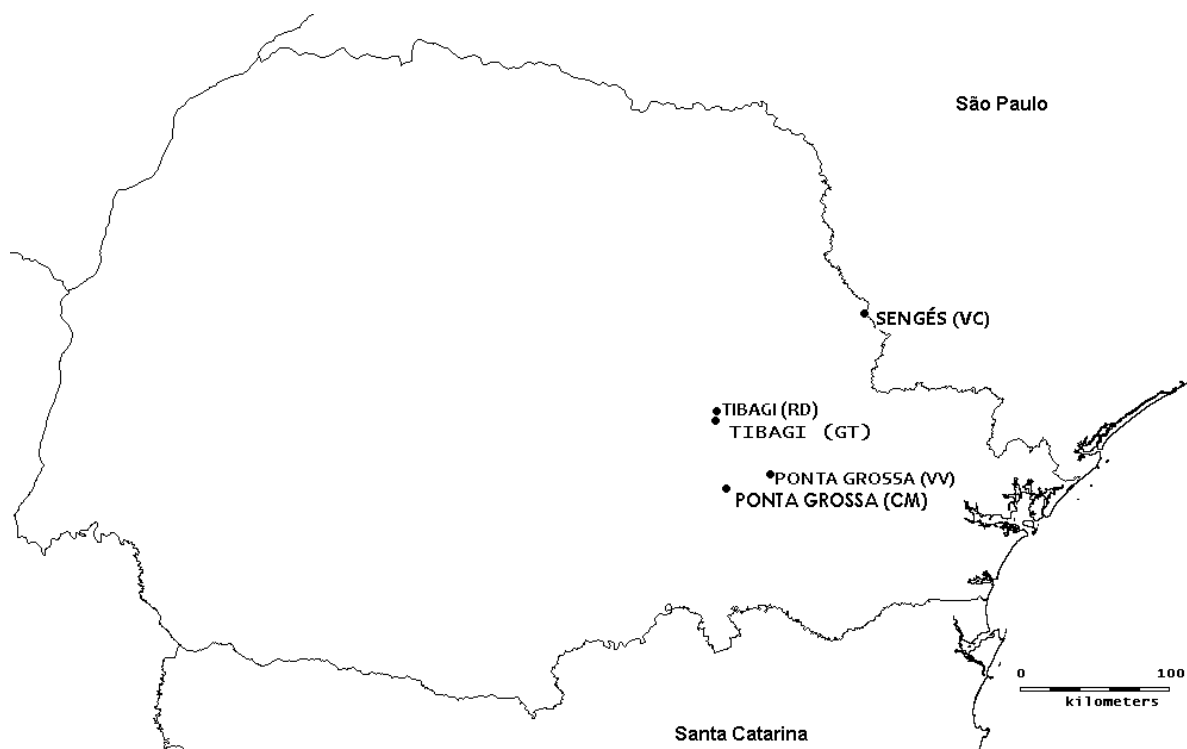 São Paulo
SENGÉS (VC)
TIBAGI (RD)
TIBAGI (GT)
PONTA GROSSA (VV)
PONTA GROSSA (CM)
0 100
kilometers
Santa Catarina